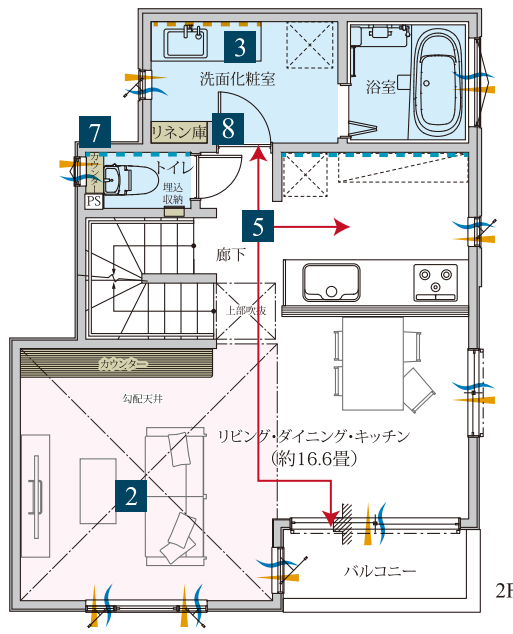 3
洗面化粧室
浴室
7
リネン庫
8
カウンター
トイレ
PS
埋込
収納
5
廊下
上部吹抜
カウンター
勾配天井
リビング・ダイニング・キッチン
（約16.6畳）
2
バルコニー
2F